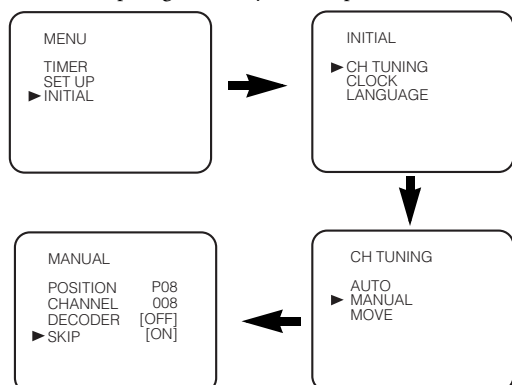 MENU
TIMER
SET UP
►INITIAL
INITIAL
►CH TUNING
CLOCK
LANGUAGE
CH TUNING
AUTO
► MANUAL
MOVE
MANUAL
POSITION P08
CHANNEL 008
DECODER [OFF]
►SKIP [ON]